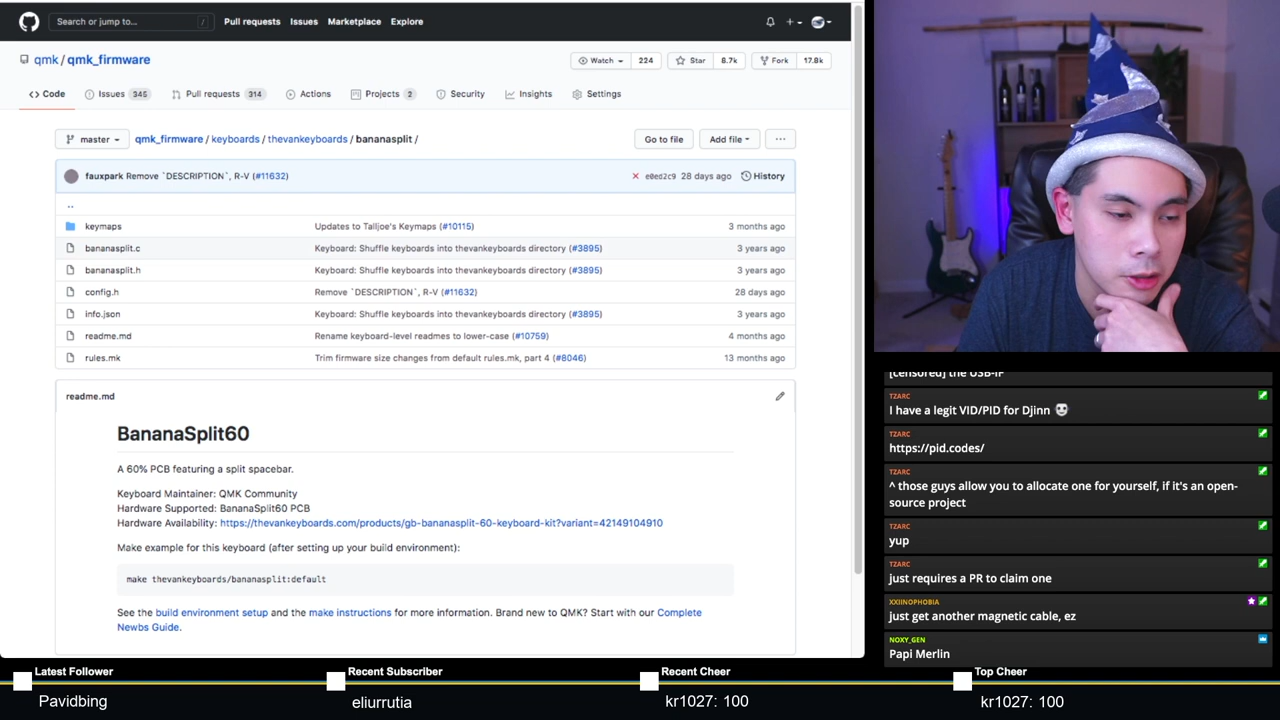 Search or jump to...
/
Pull requests
Issues
Marketplace
Explore
qmk / qmk_firmware
Watch
224
Star
8.7k
Fork
17.8k
Code
Issues 345
Pull requests 314
Actions
Projects 2
Security
Insights
Settings
master
qmk_firmware / keyboards / thevankeyboards / bananasplit /
Go to file
Add file
...
fauxpark Remove `DESCRIPTION`, R-V (#11632)
e0ed2c9 28 days ago
History
..
keymaps Updates to Talljoe's Keymaps (#10115) 3 months ago
bananasplit.c Keyboard: Shuffle keyboards into thevankeyboards directory (#3895) 3 years ago
bananasplit.h Keyboard: Shuffle keyboards into thevankeyboards directory (#3895) 3 years ago
config.h Remove `DESCRIPTION`, R-V (#11632) 28 days ago
info.json Keyboard: Shuffle keyboards into thevankeyboards directory (#3895) 3 years ago
readme.md Rename keyboard-level readmes to lower-case (#10759) 4 months ago
rules.mk Trim firmware size changes from default rules.mk, part 4 (#8046) 13 months ago
readme.md
BananaSplit60
A 60% PCB featuring a split spacebar.
Keyboard Maintainer: QMK Community
Hardware Supported: BananaSplit60 PCB
Hardware Availability: https://thevankeyboards.com/products/gb-bananasplit-60-keyboard-kit?variant=42149104910
Make example for this keyboard (after setting up your build environment):
make thevankeyboards/bananasplit:default
See the build environment setup and the make instructions for more information. Brand new to QMK? Start with our Complete
Newbs Guide.
[censored] the USB-IF
TZARC
I have a legit VID/PID for Djinn
TZARC
https://pid.codes/
TZARC
^ those guys allow you to allocate one for yourself, if it's an open-
source project
TZARC
yup
TZARC
just requires a PR to claim one
XXIINOPHOBIA
just get another magnetic cable, ez
NOXY_GEN
Papi Merlin
Latest Follower
Pavidbing
Recent Subscriber
eliurrutia
Recent Cheer
kr1027: 100
Top Cheer
kr1027: 100